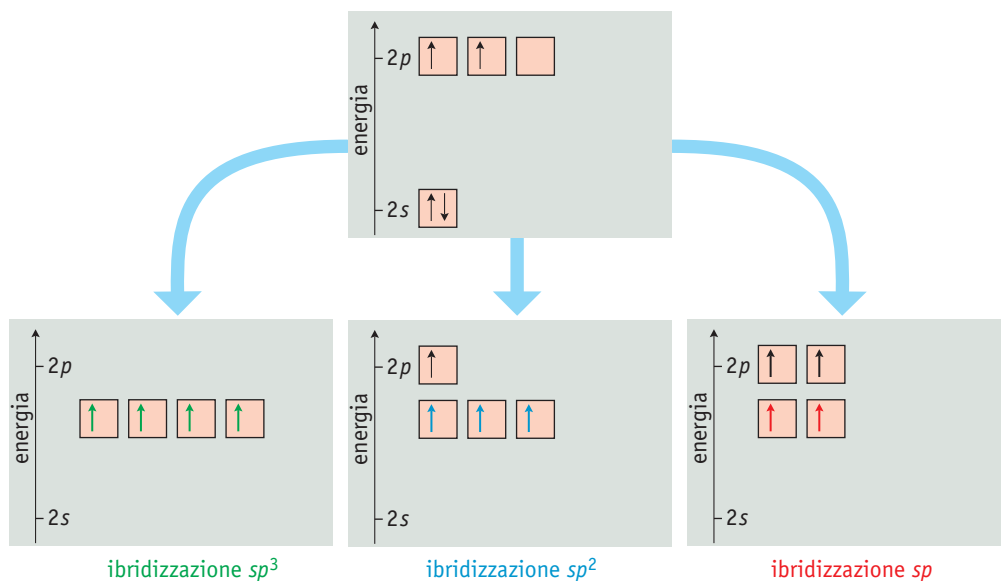 energia
2p
2s
energia
2p
2s
ibridizzazione sp³
energia
2p
2s
ibridizzazione sp²
energia
2p
2s
ibridizzazione sp